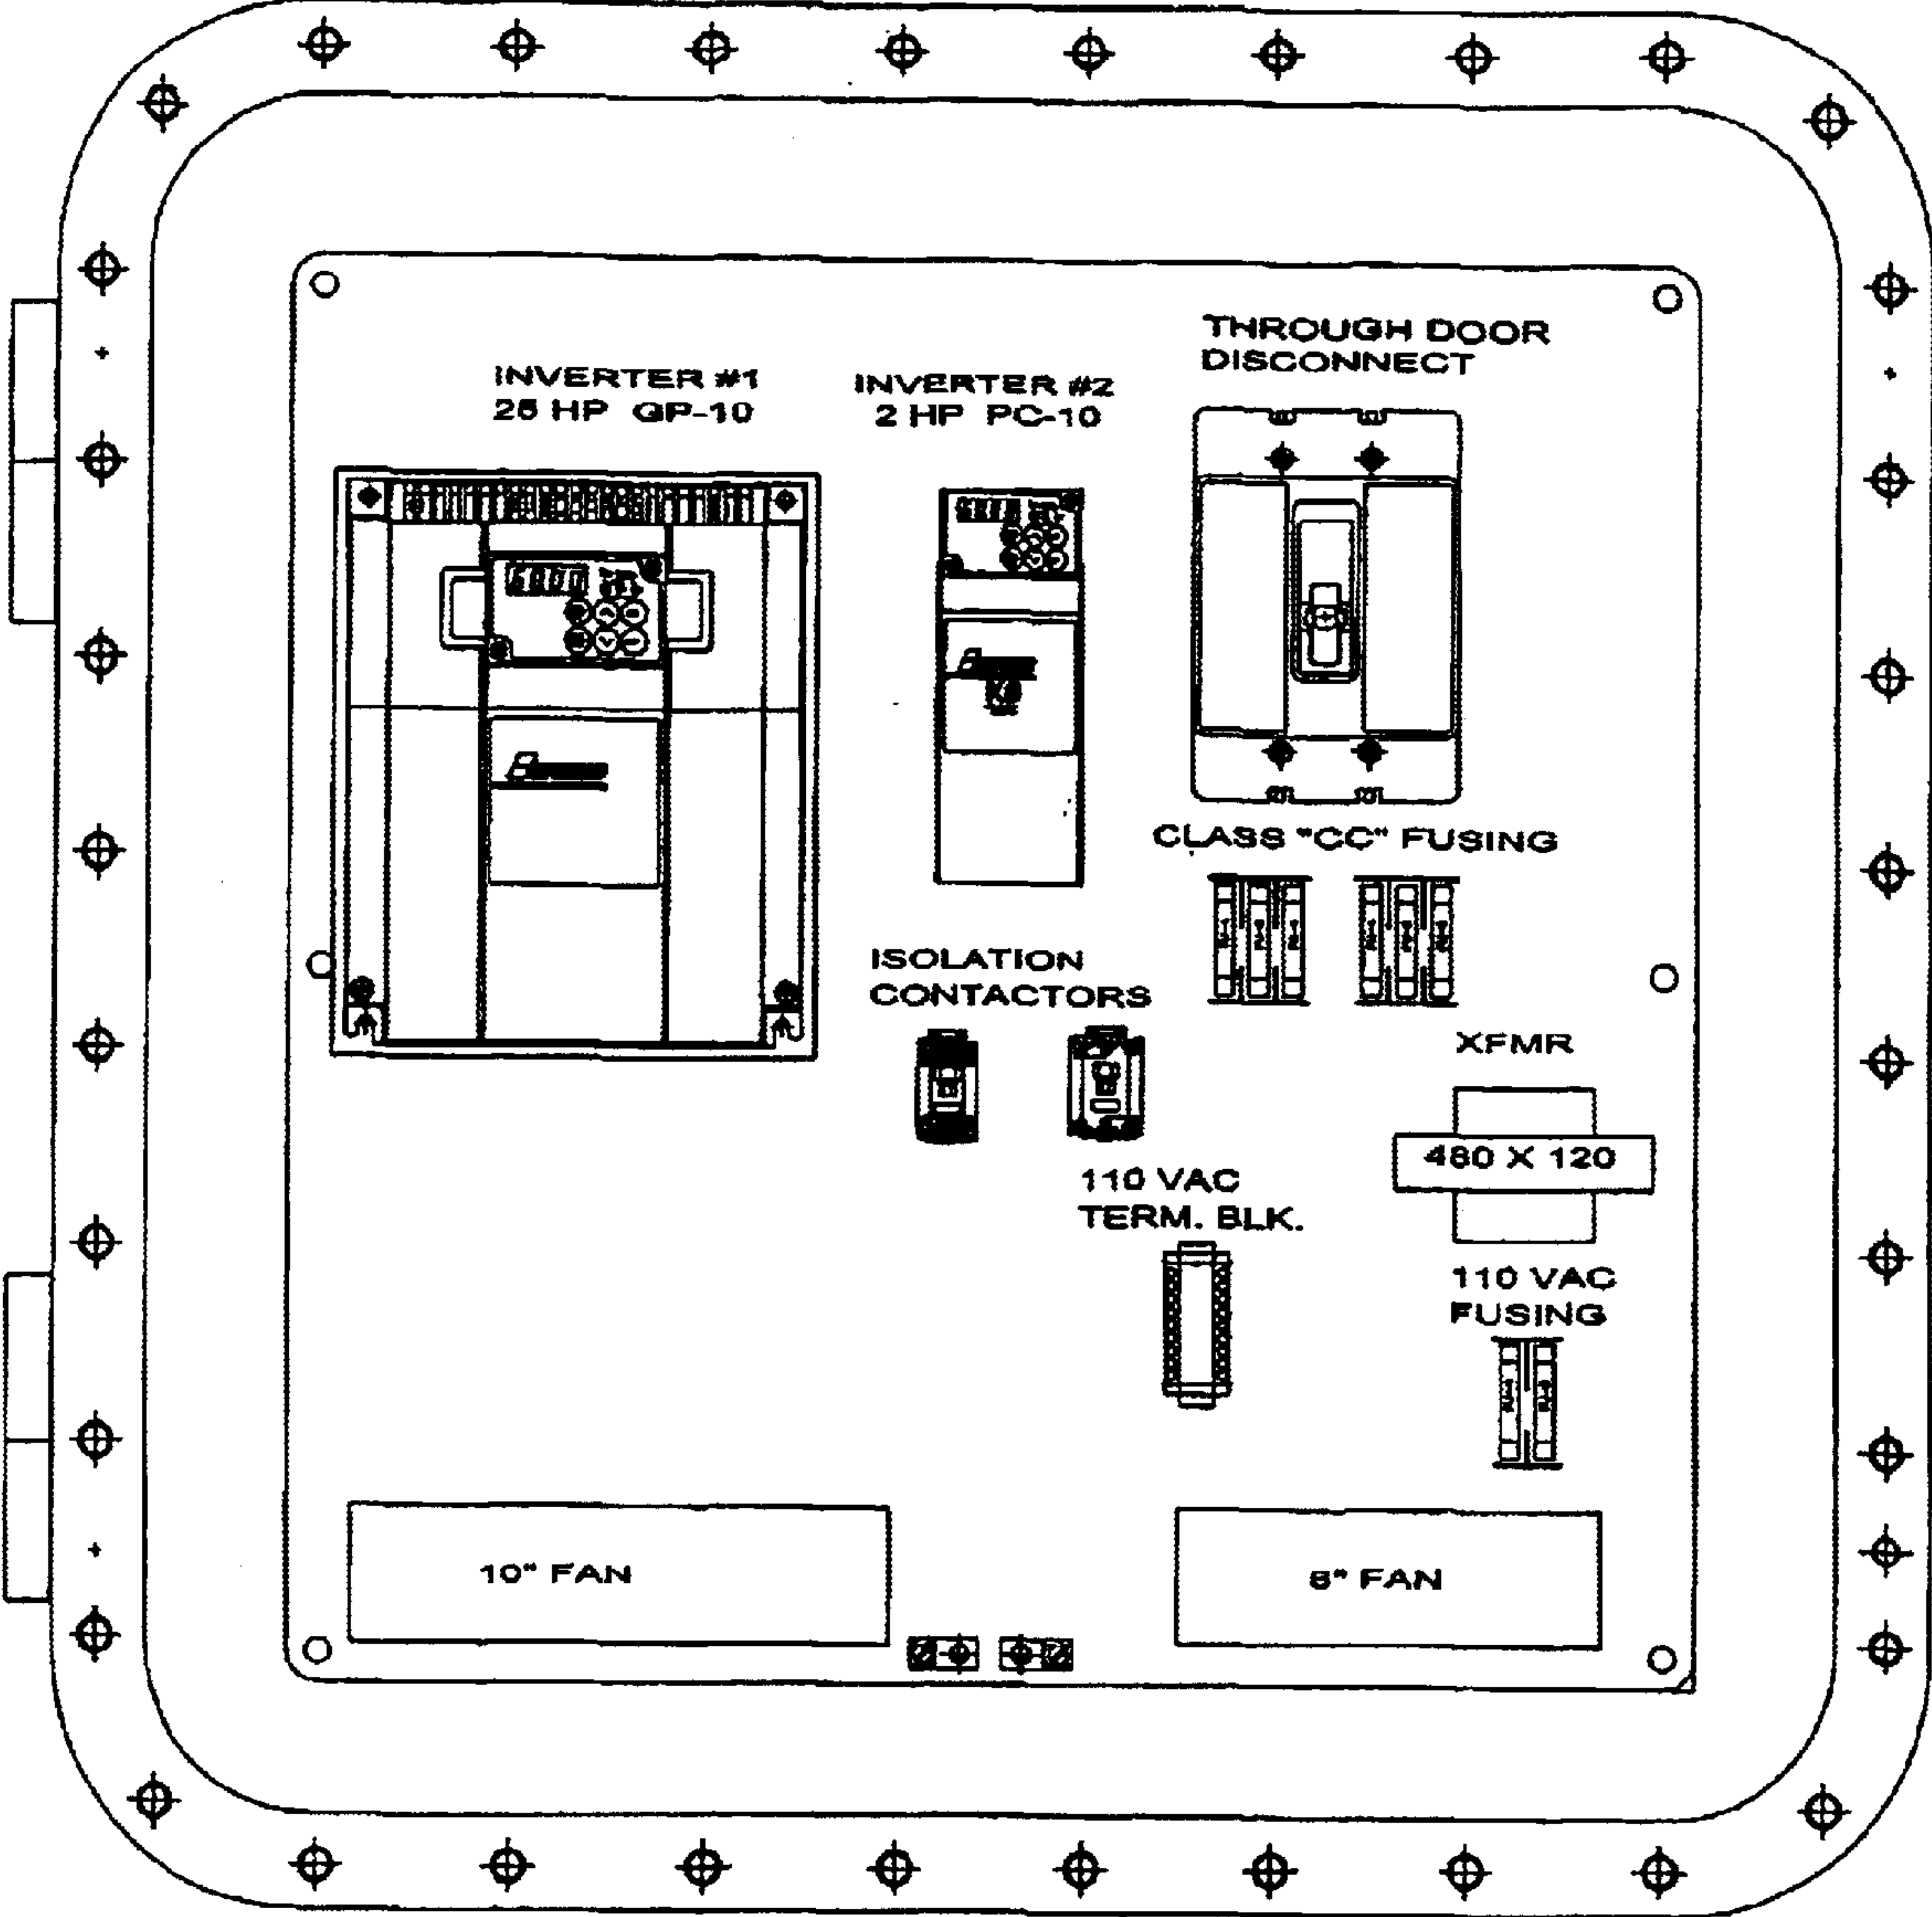 THROUGH DOOR
DISCONNECT
INVERTER #1
25 HP GP-10
INVERTER #2
2 HP PC-10
CLASS "CC" FUSING
ISOLATION
CONTACTORS
XFMR
480 X 120
110 VAC
TERM. BLK.
110 VAC
FUSING
10" FAN
FAN